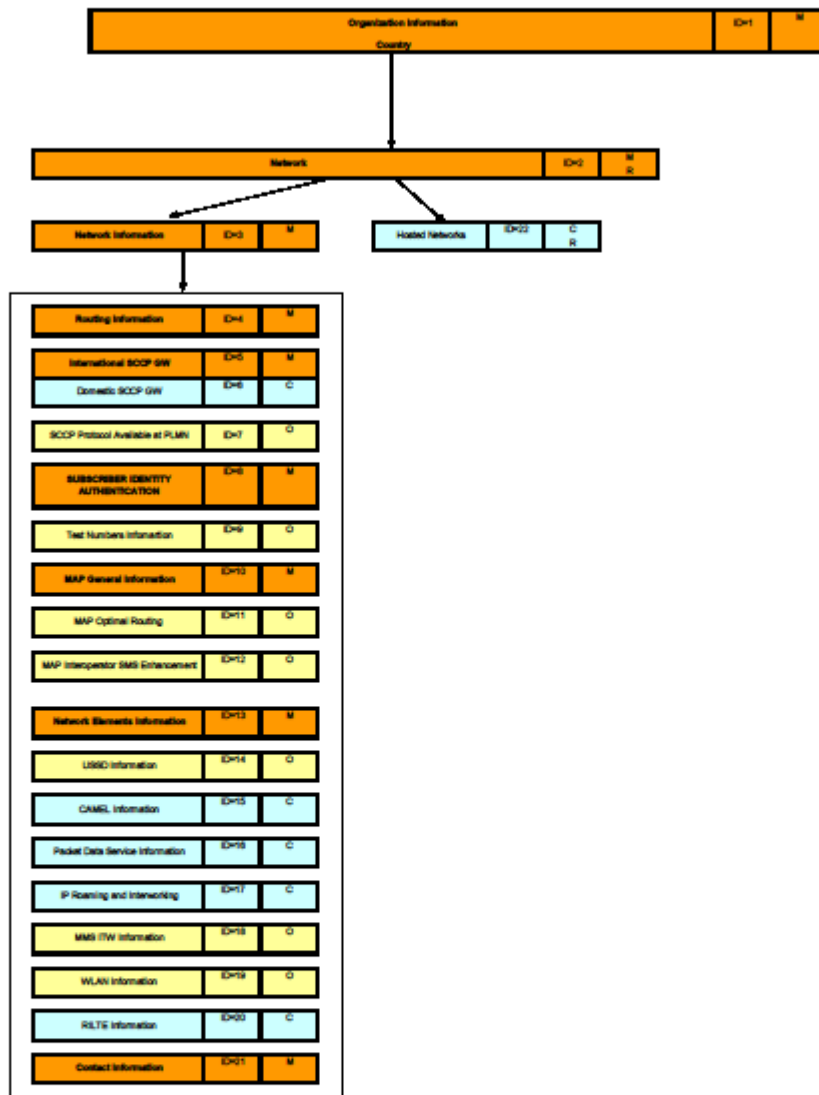 Organization Information ID=1 M
Country
Network ID=2 M
R
Network Information ID=3 M
Hosted Networks ID=22 C
R
Routing Information ID=4 M
International SCCP GW ID=5 M
Domestic SCCP GW ID=6 C
SCCP Protocol Available at PLMN ID=7 O
SUBSCRIBER IDENTITY ID=8 M
AUTHENTICATION
Test Numbers Infomartion ID=9 O
MAP General Information ID=10 M
MAP Optimal Routing ID=11 O
MAP Interoperator SMS Enhancement ID=12 O
Network Elements Information ID=13 M
USSD Information ID=14 O
CAMEL Information ID=15 C
Packet Data Service Information ID=16 C
IP Roaming and Interworking ID=17 C
MMS ITW Information ID=18 O
WLAN Information ID=19 O
RILTE Information ID=20 C
Contact Information ID=21 M